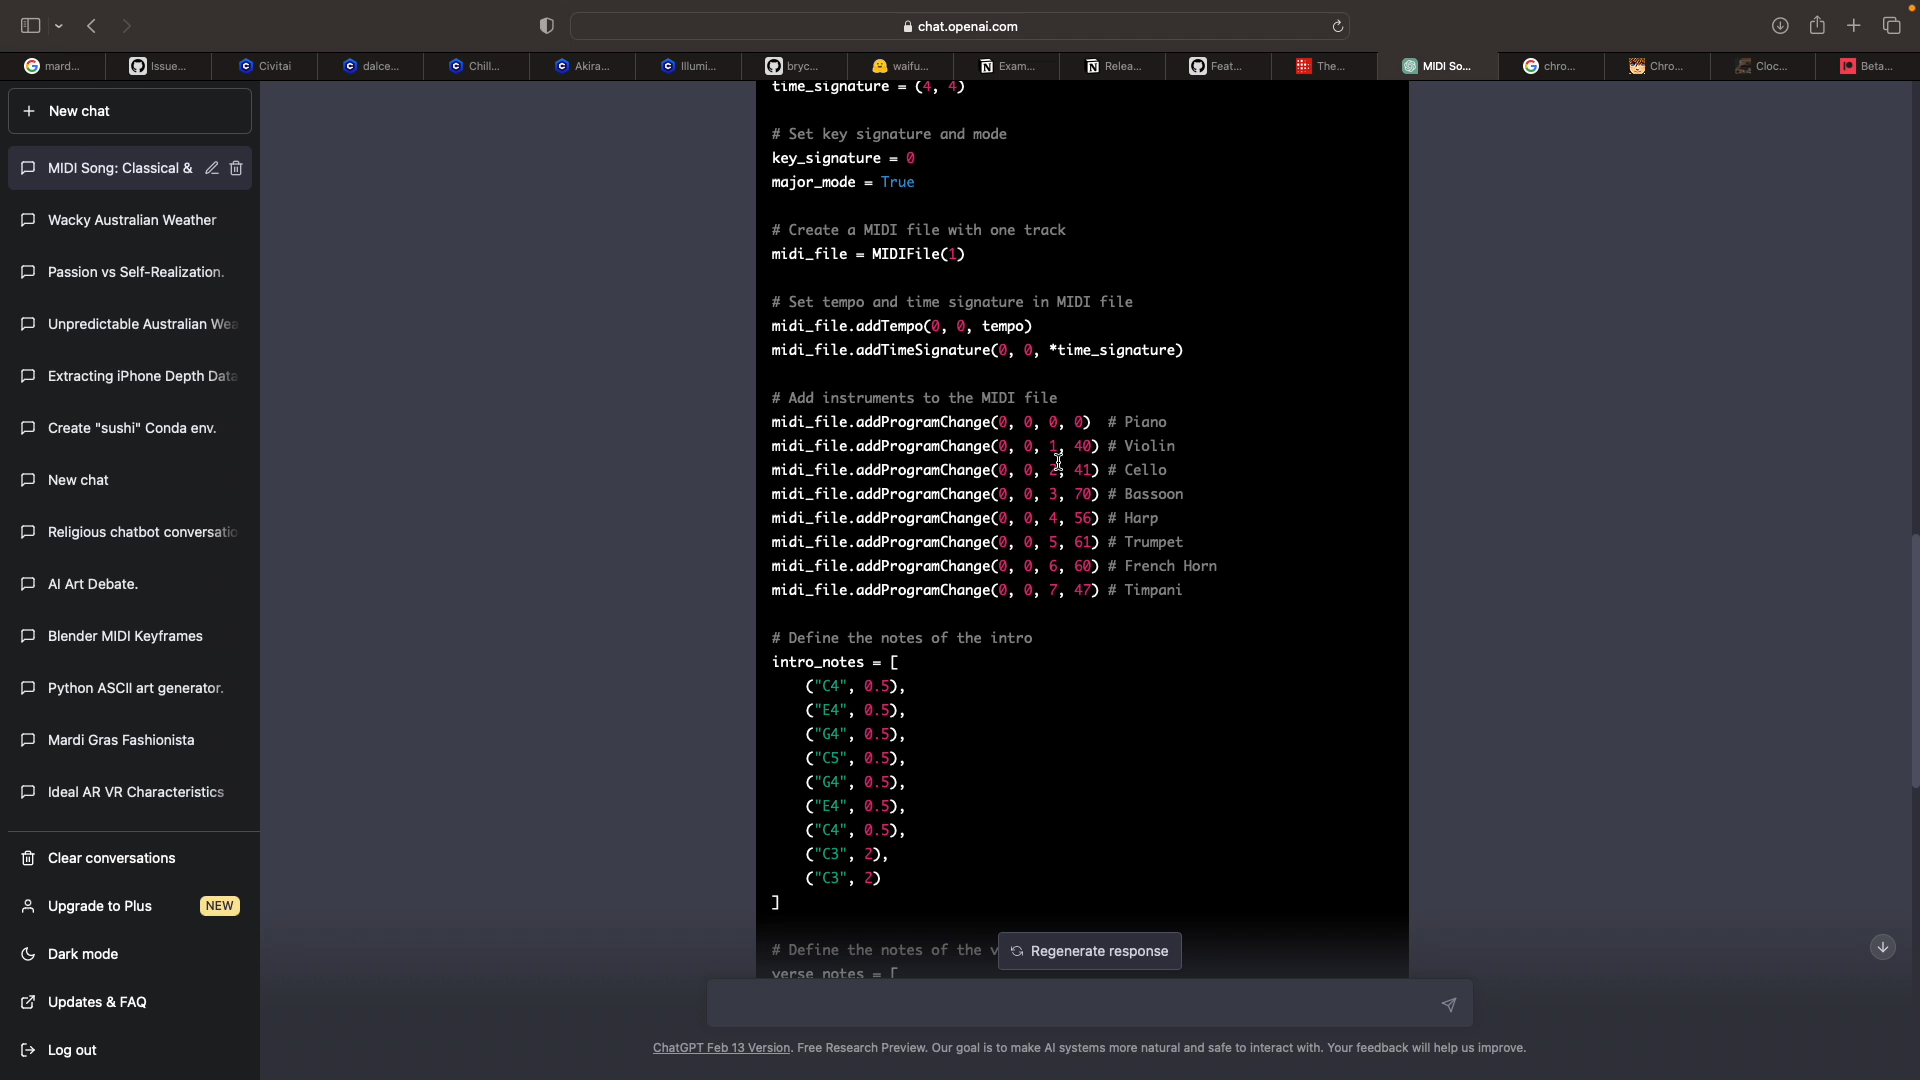 chat.openai.com
mard...
Issue...
Civitai
dalce...
Chill...
Akira...
Illumi...
bryc...
waifu...
Exam...
Relea...
Feat...
The...
MIDI So...
chro...
Chro...
Cloc...
Beta...
New chat
MIDI Song: Classical &
Wacky Australian Weather
Passion vs Self-Realization.
Unpredictable Australian Wea
Extracting iPhone Depth Data
Create "sushi" Conda env.
New chat
Religious chatbot conversatio
AI Art Debate.
Blender MIDI Keyframes
Python ASCII art generator.
Mardi Gras Fashionista
Ideal AR VR Characteristics
Clear conversations
Upgrade to Plus NEW
Dark mode
Updates & FAQ
Log out
time_signature = (4, 4)
# Set key signature and mode
key_signature = 0
major_mode = True
# Create a MIDI file with one track
midi_file = MIDIFile(1)
# Set tempo and time signature in MIDI file
midi_file.addTempo(0, 0, tempo)
midi_file.addTimeSignature(0, 0, *time_signature)
# Add instruments to the MIDI file
midi_file.addProgramChange(0, 0, 0, 0)  # Piano
midi_file.addProgramChange(0, 0, 1, 40) # Violin
midi_file.addProgramChange(0, 0, 2, 41) # Cello
midi_file.addProgramChange(0, 0, 3, 70) # Bassoon
midi_file.addProgramChange(0, 0, 4, 56) # Harp
midi_file.addProgramChange(0, 0, 5, 61) # Trumpet
midi_file.addProgramChange(0, 0, 6, 60) # French Horn
midi_file.addProgramChange(0, 0, 7, 47) # Timpani
# Define the notes of the intro
intro_notes = [
("C4", 0.5),
("E4", 0.5),
("G4", 0.5),
("C5", 0.5),
("G4", 0.5),
("E4", 0.5),
("C4", 0.5),
("C3", 2),
("C3", 2)
]
# Define the notes of the v
verse_notes = [
Regenerate response
ChatGPT Feb 13 Version. Free Research Preview. Our goal is to make AI systems more natural and safe to interact with. Your feedback will help us improve.